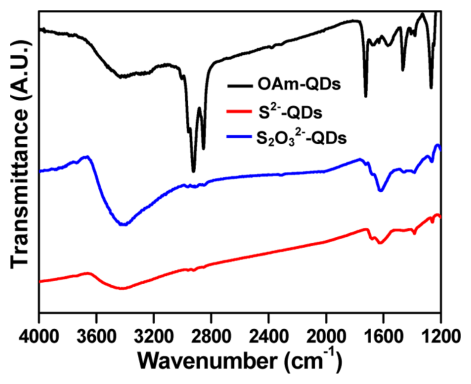 Transmittance (A.U.)
OAm-QDs
S²⁻-QDs
S₂O₃²⁻-QDs
4000 3600 3200 2800 2400 2000 1600 1200
Wavenumber (cm⁻¹)